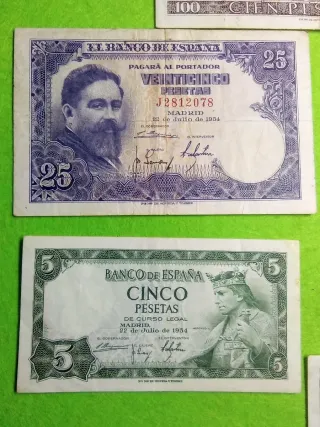 100
CIEN P
EL BANCO DE ESPAÑA
PAGARÁ AL PORTADOR
25
VEINTICINCO
PESETAS
J2812078
MADRID
22 de Julio de 1954
25
BANCO DE ESPAÑA
5
5
CINCO
PESETAS
DE CURSO LEGAL
MADRID,
22 de julio de 1954
5